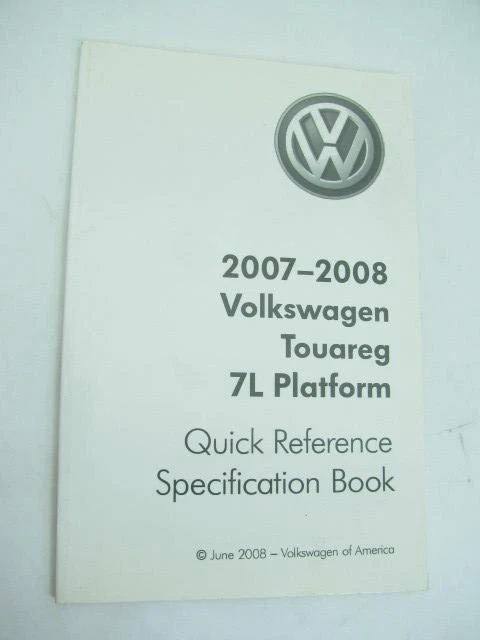 2007–2008
Volkswagen
Touareg
7L Platform
Quick Reference
Specification Book
© June 2008 – Volkswagen of America